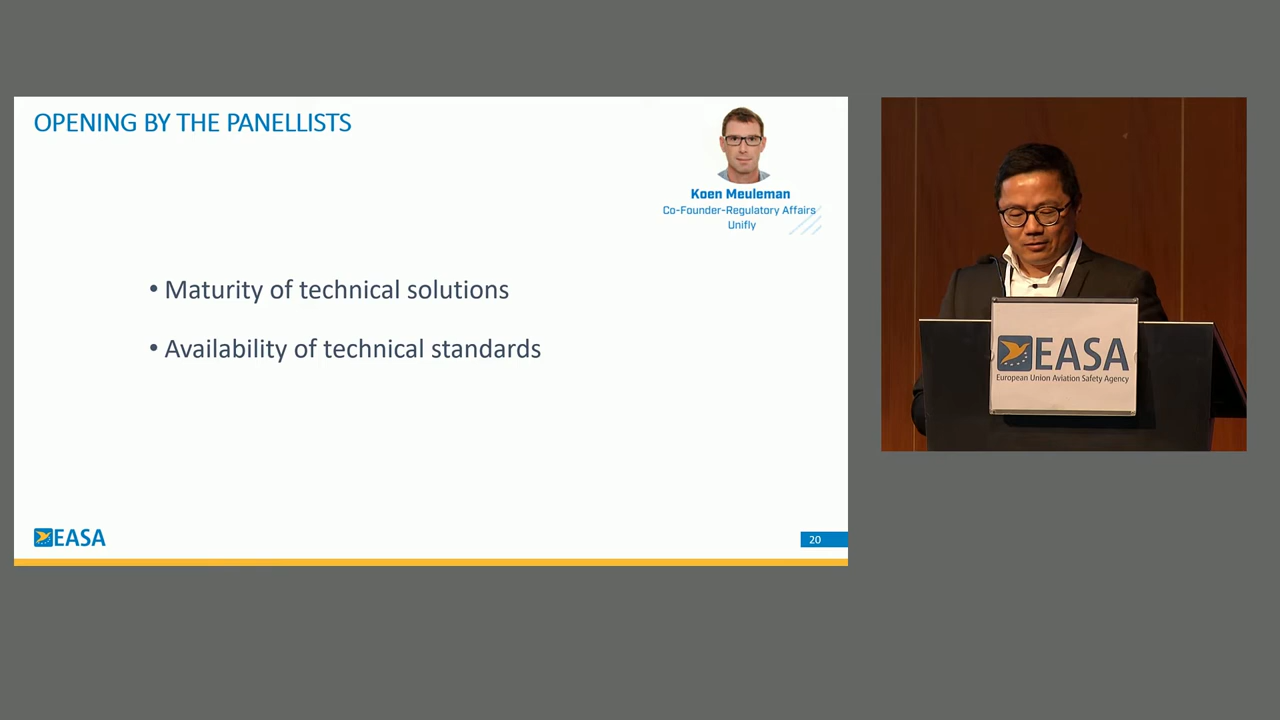 OPENING BY THE PANELLISTS
Koen Meuleman
Co-Founder-Regulatory Affairs
Unifly
• Maturity of technical solutions
• Availability of technical standards
EASA
20
EASA
European Union Aviation Safety Agency